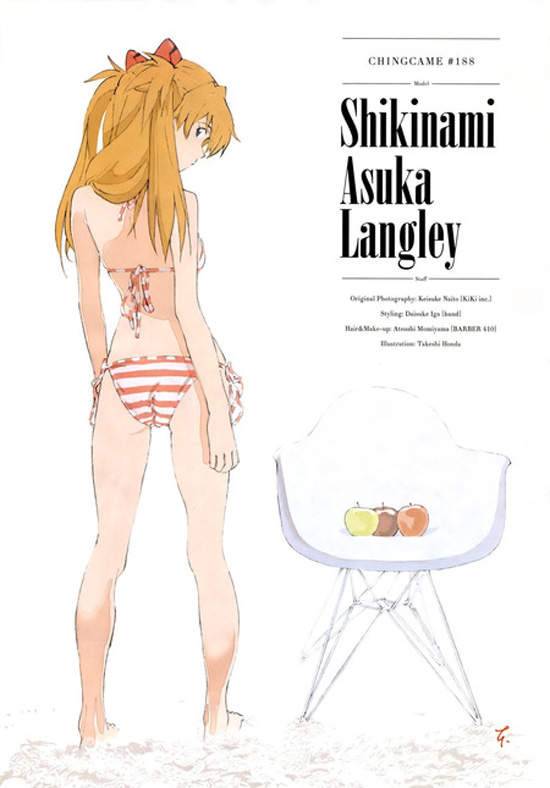 CHINGCAME #188
Model
Shikinami
Asuka
Langley
Staff
Original Photography: Keisuke Naito [KiKi inc.]
Styling: Daisuke Iga [band]
Hair&Make-up: Atsushi Momiyama [BARBER 410]
Illustration: Takeshi Honda